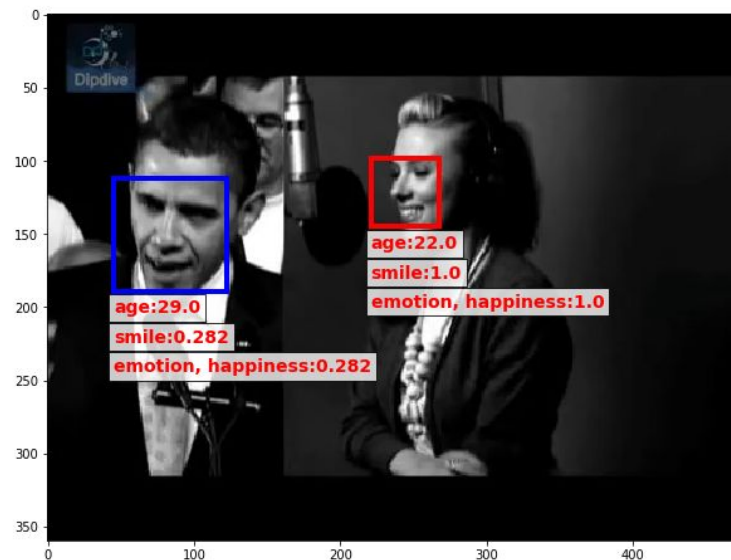 0
50
100
150
200
250
300
350
0 100 200 300 400
Dipdive
age:29.0
smile:0.282
emotion, happiness:0.282
age:22.0
smile:1.0
emotion, happiness:1.0